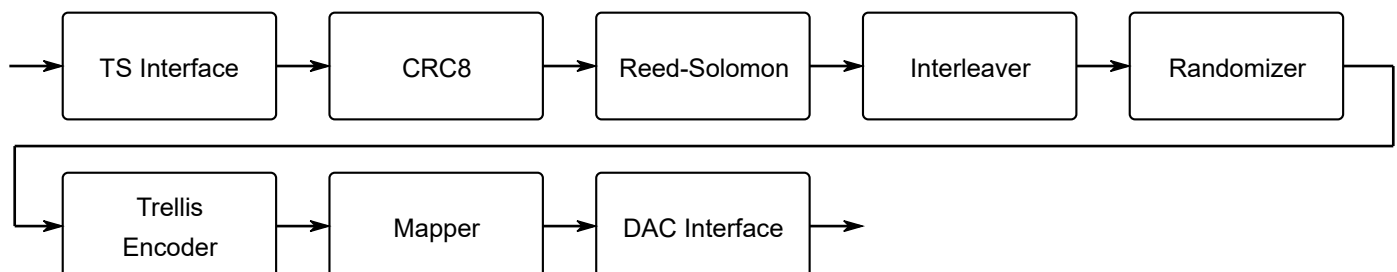 TS Interface
CRC8
Reed-Solomon
Interleaver
Randomizer
Trellis
Encoder
Mapper
DAC Interface